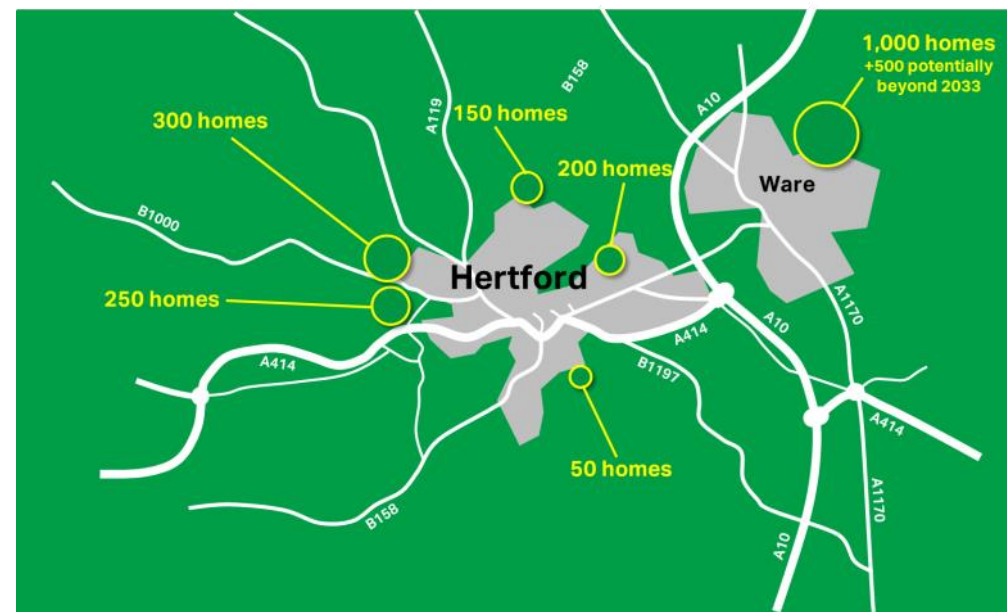 1,000 homes
+500 potentially
beyond 2033
B158
A10
A119
150 homes
300 homes
200 homes
Ware
B1000
Hertford
250 homes
A1170
A10
A414
A414
B1197
A414
50 homes
A1170
B158
A10